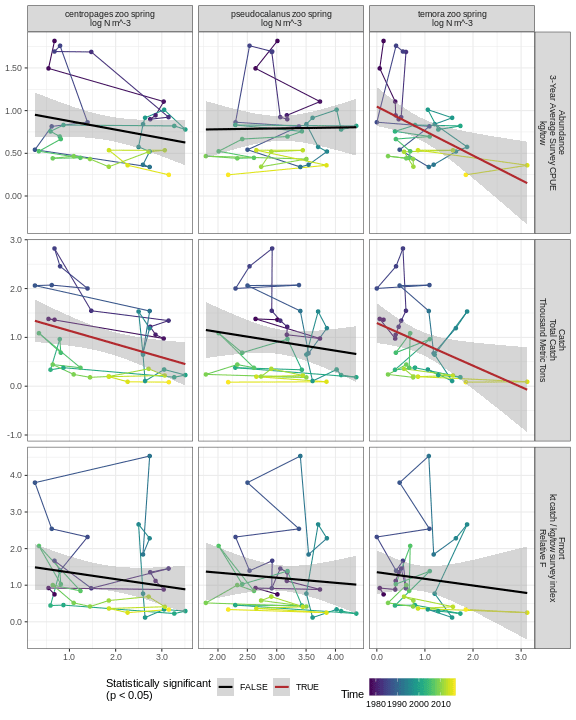 centropages zoo spring
log N m^-3
pseudocalanus zoo spring
log N m^-3
temora zoo spring
log N m^-3
1.50
1.00
0.50
0.00
Abundance
3-Year Average Survey CPUE
kg/tow
3.0
2.0
1.0
0.0
-1.0
Catch
Total Catch
Thousand Metric Tons
4.0
3.0
2.0
1.0
0.0
Fmort
kt catch / kg/tow survey index
Relative F
1.0
2.0
3.0
2.00
2.50
3.00
3.50
4.00
0.0
1.0
2.0
3.1
Statistically significant
(p < 0.05)
FALSE
TRUE
Time
1980 1990 2000 2010